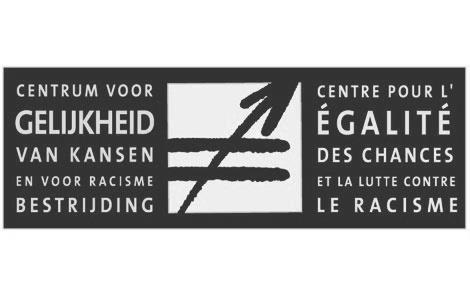 CENTRUM VOOR
GELIJKHEID
VAN KANSEN
EN VOOR RACISME
BESTRIJDING
CENTRE POUR L'
ÉGALITÉ
DES CHANCES
ET LA LUTTE CONTRE
LE RACISME